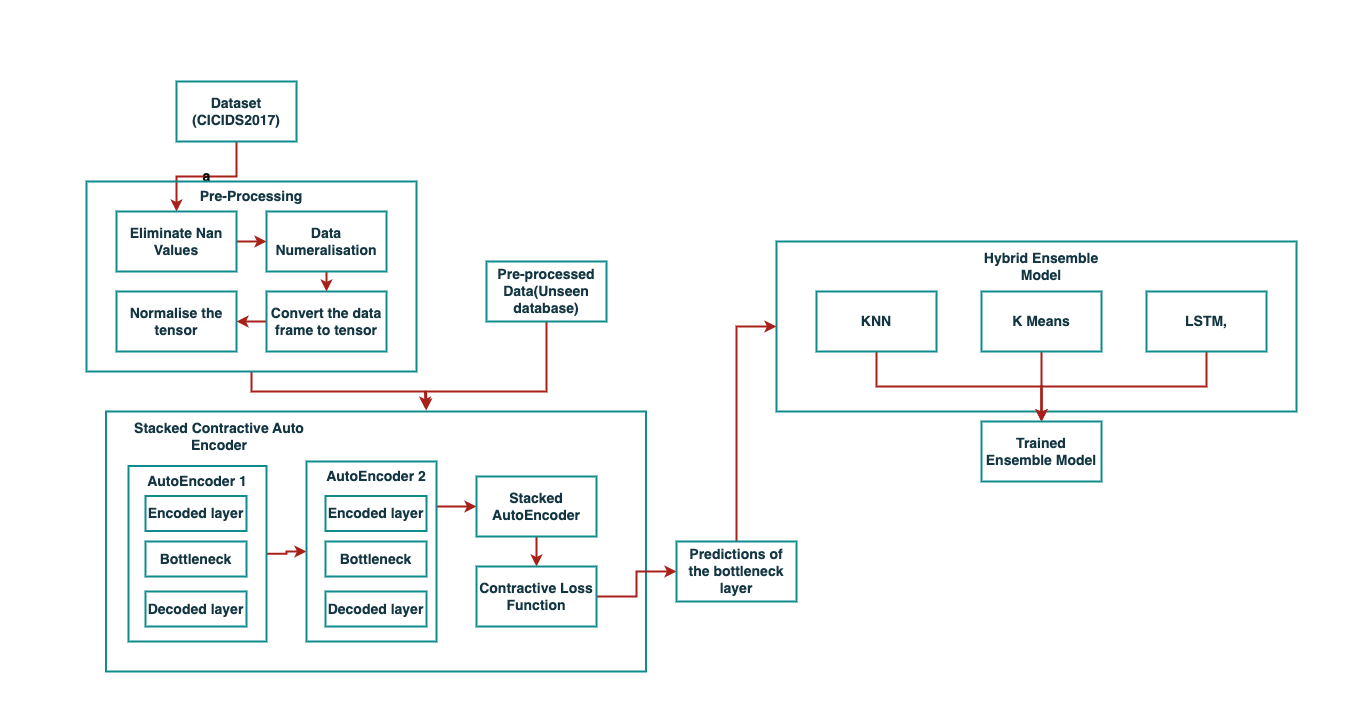 Dataset
(CICIDS2017)
a
Pre-Processing
Eliminate Nan
Values
Data
Numeralisation
Normalise the
tensor
Convert the data
frame to tensor
Pre-processed
Data(Unseen
database)
Stacked Contractive Auto
Encoder
AutoEncoder 1
Encoded layer
Bottleneck
Decoded layer
AutoEncoder 2
Encoded layer
Bottleneck
Decoded layer
Stacked
AutoEncoder
Contractive Loss
Function
Predictions of
the bottleneck
layer
Hybrid Ensemble
Model
KNN
K Means
LSTM,
Trained
Ensemble Model